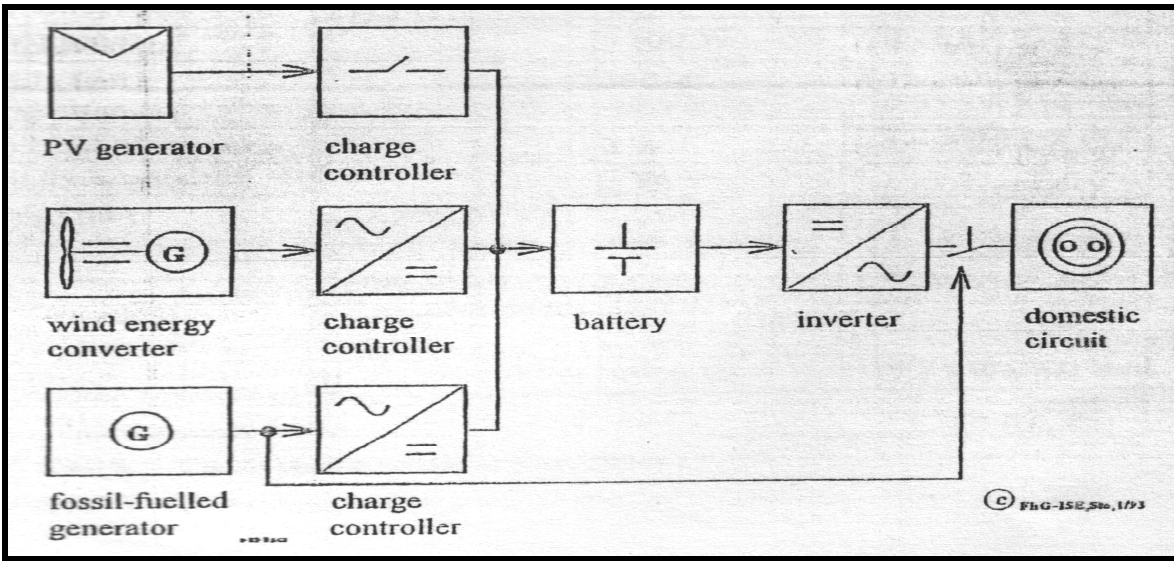 PV generator
charge
controller
G
wind energy
converter
charge
controller
battery
inverter
domestic
circuit
G
fossil-fuelled
generator
charge
controller
© FhG-ISE,Sto,1/93